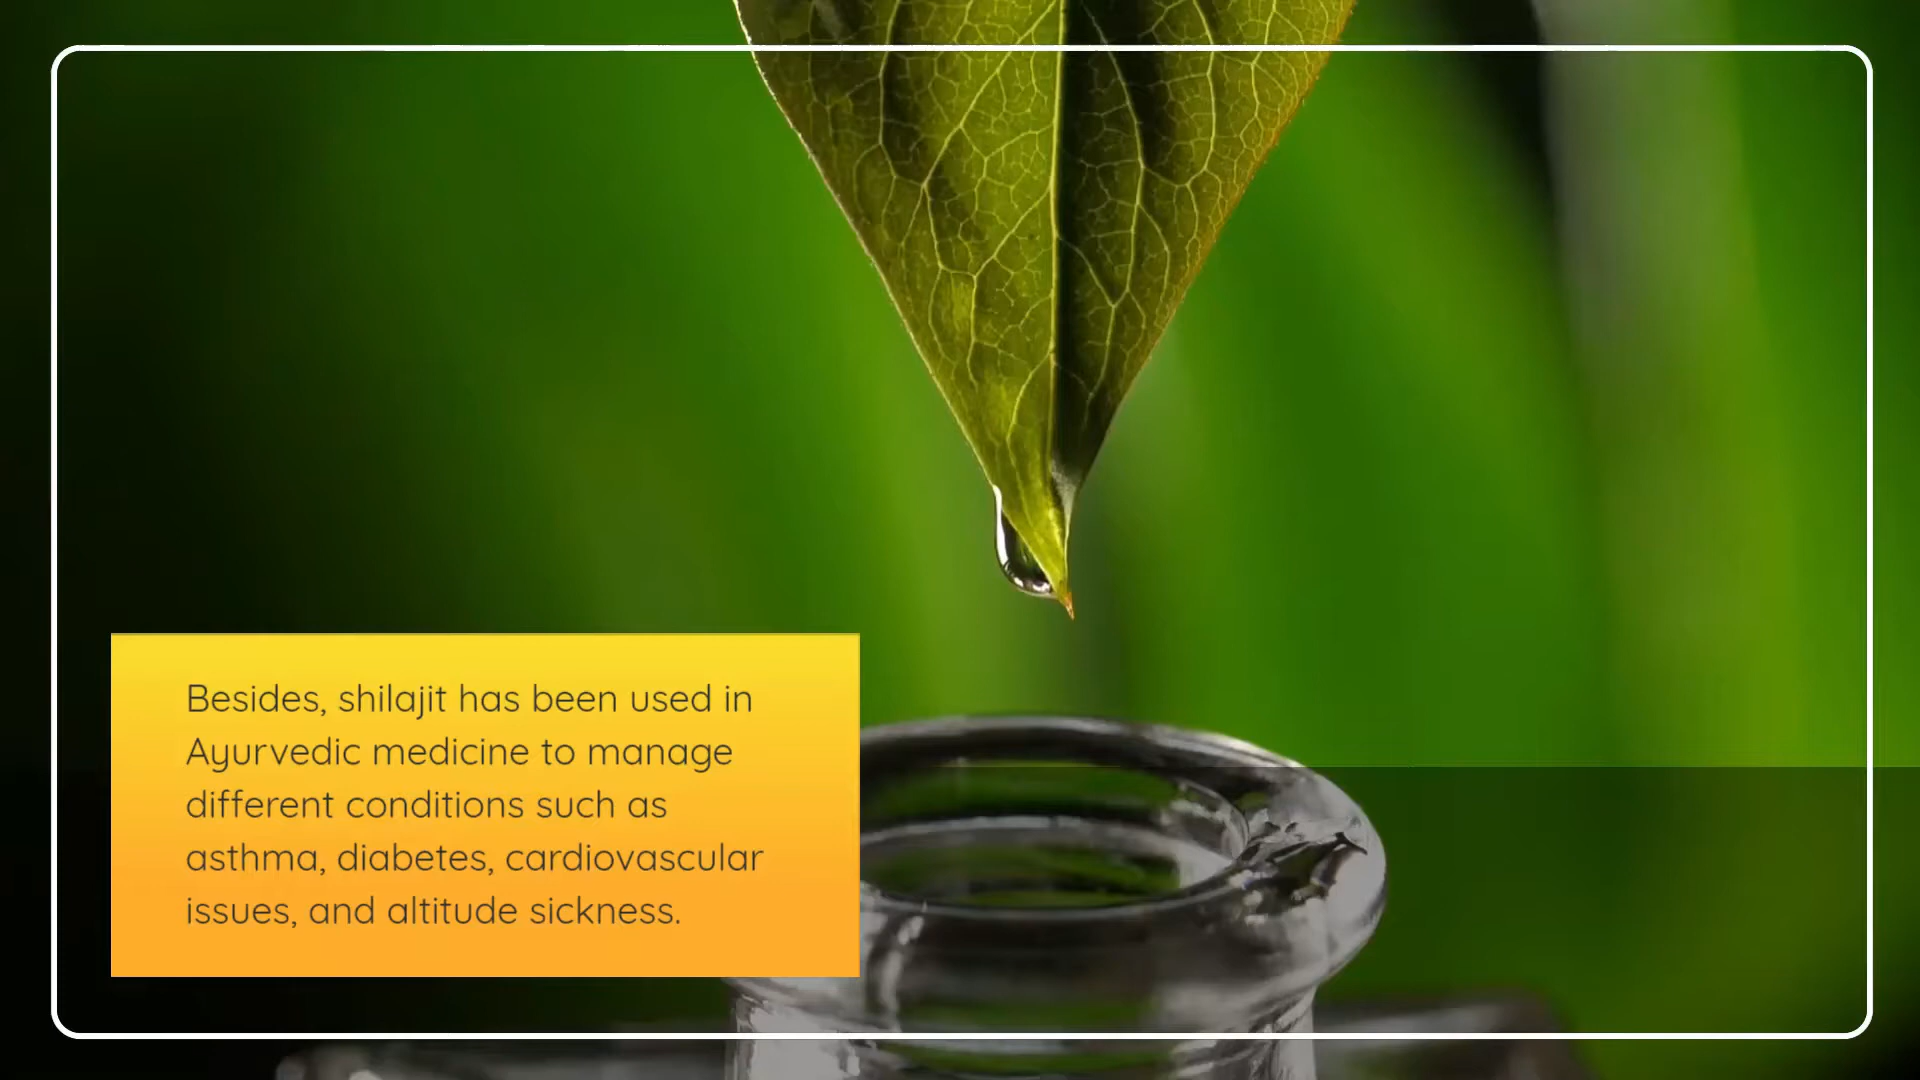 Besides, shilajit has been used in
Ayurvedic medicine to manage
different conditions such as
asthma, diabetes, cardiovascular
issues, and altitude sickness.